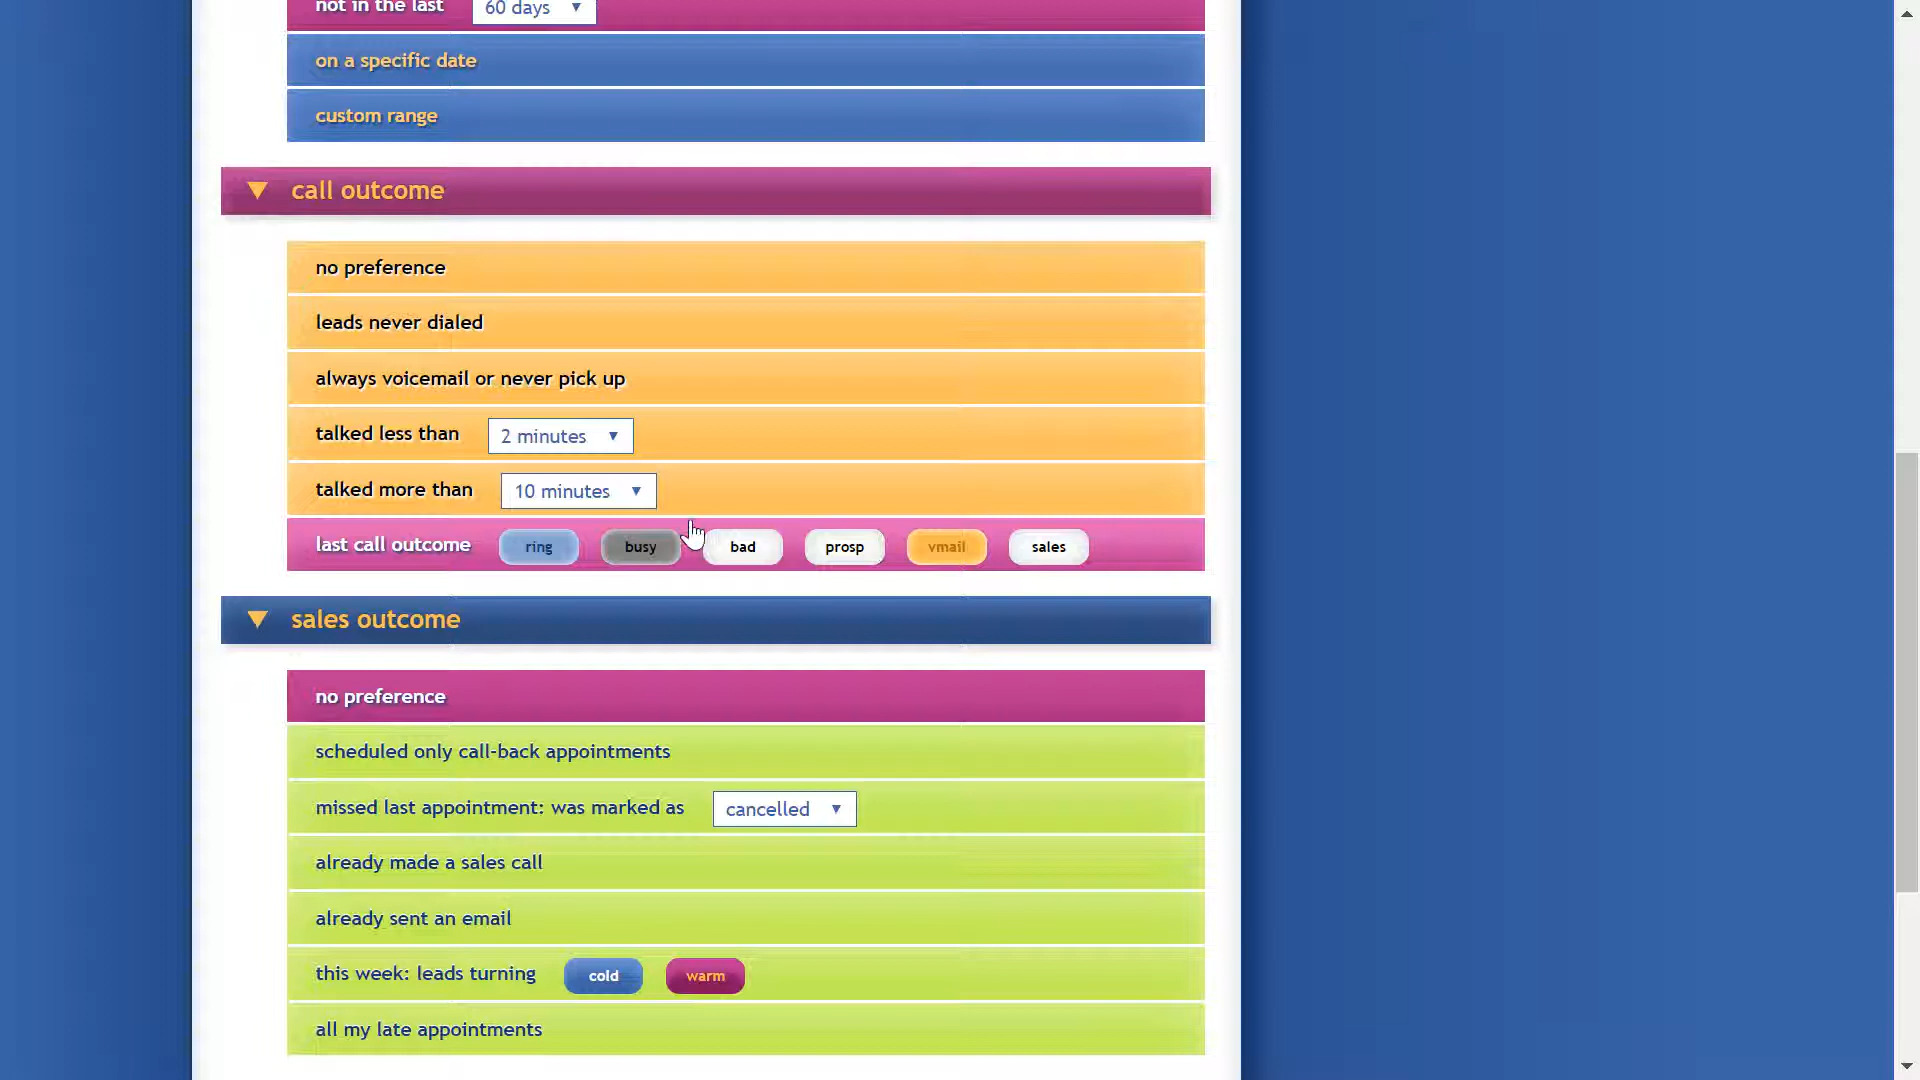 not in the last 60 days ▼
on a specific date
custom range
▼ call outcome
no preference
leads never dialed
always voicemail or never pick up
talked less than 2 minutes ▼
talked more than 10 minutes ▼
last call outcome ring busy bad prosp vmail sales
▼ sales outcome
no preference
scheduled only call-back appointments
missed last appointment: was marked as cancelled ▼
already made a sales call
already sent an email
this week: leads turning cold warm
all my late appointments